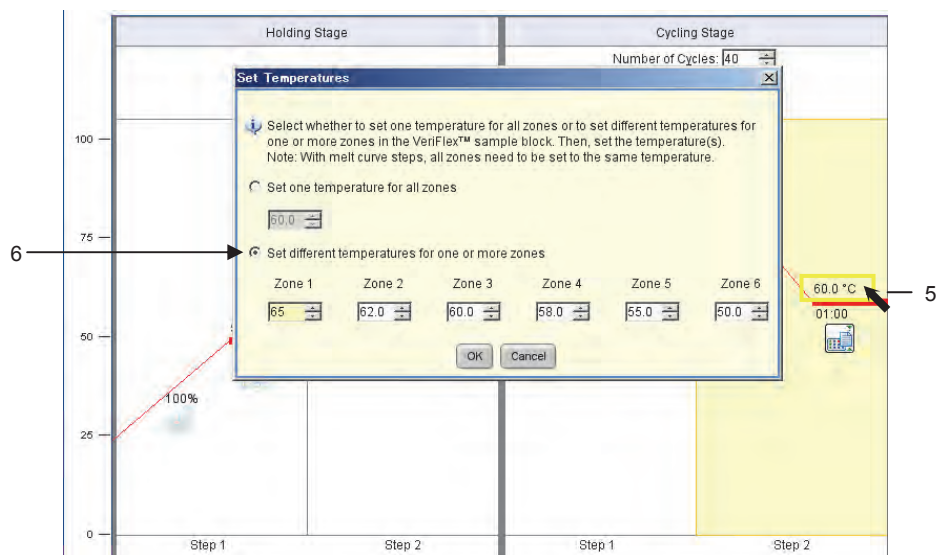 Holding Stage
Cycling Stage
Number of Cycles: 40
Set Temperatures
Select whether to set one temperature for all zones or to set different temperatures for
one or more zones in the VeriFlex™ sample block. Then, set the temperature(s).
Note: With melt curve steps, all zones need to be set to the same temperature.
Set one temperature for all zones
60.0
6
Set different temperatures for one or more zones
Zone 1 Zone 2 Zone 3 Zone 4 Zone 5 Zone 6
65 62.0 60.0 58.0 55.0 50.0
OK Cancel
60.0 °C
5
01:00
100%
100
75
50
25
0
Step 1 Step 2 Step 1 Step 2